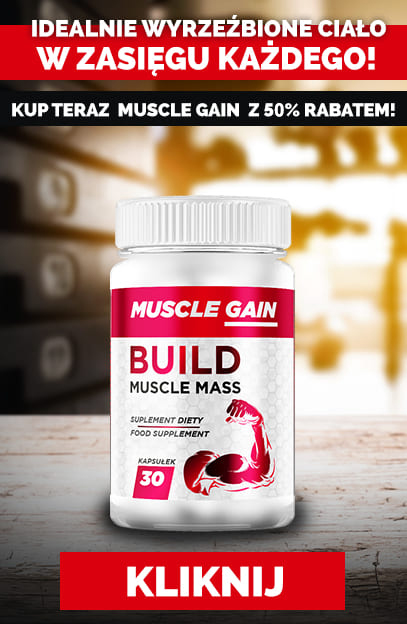 IDEALNIE WYRZEŹBIONE CIAŁO
W ZASIĘGU KAŻDEGO!
KUP TERAZ MUSCLE GAIN Z 50% RABATEM!
MUSCLE GAIN
BUILD
MUSCLE MASS
SUPLEMENT DIETY
FOOD SUPPLEMENT
KAPSUŁEK
30
KLIKNIJ